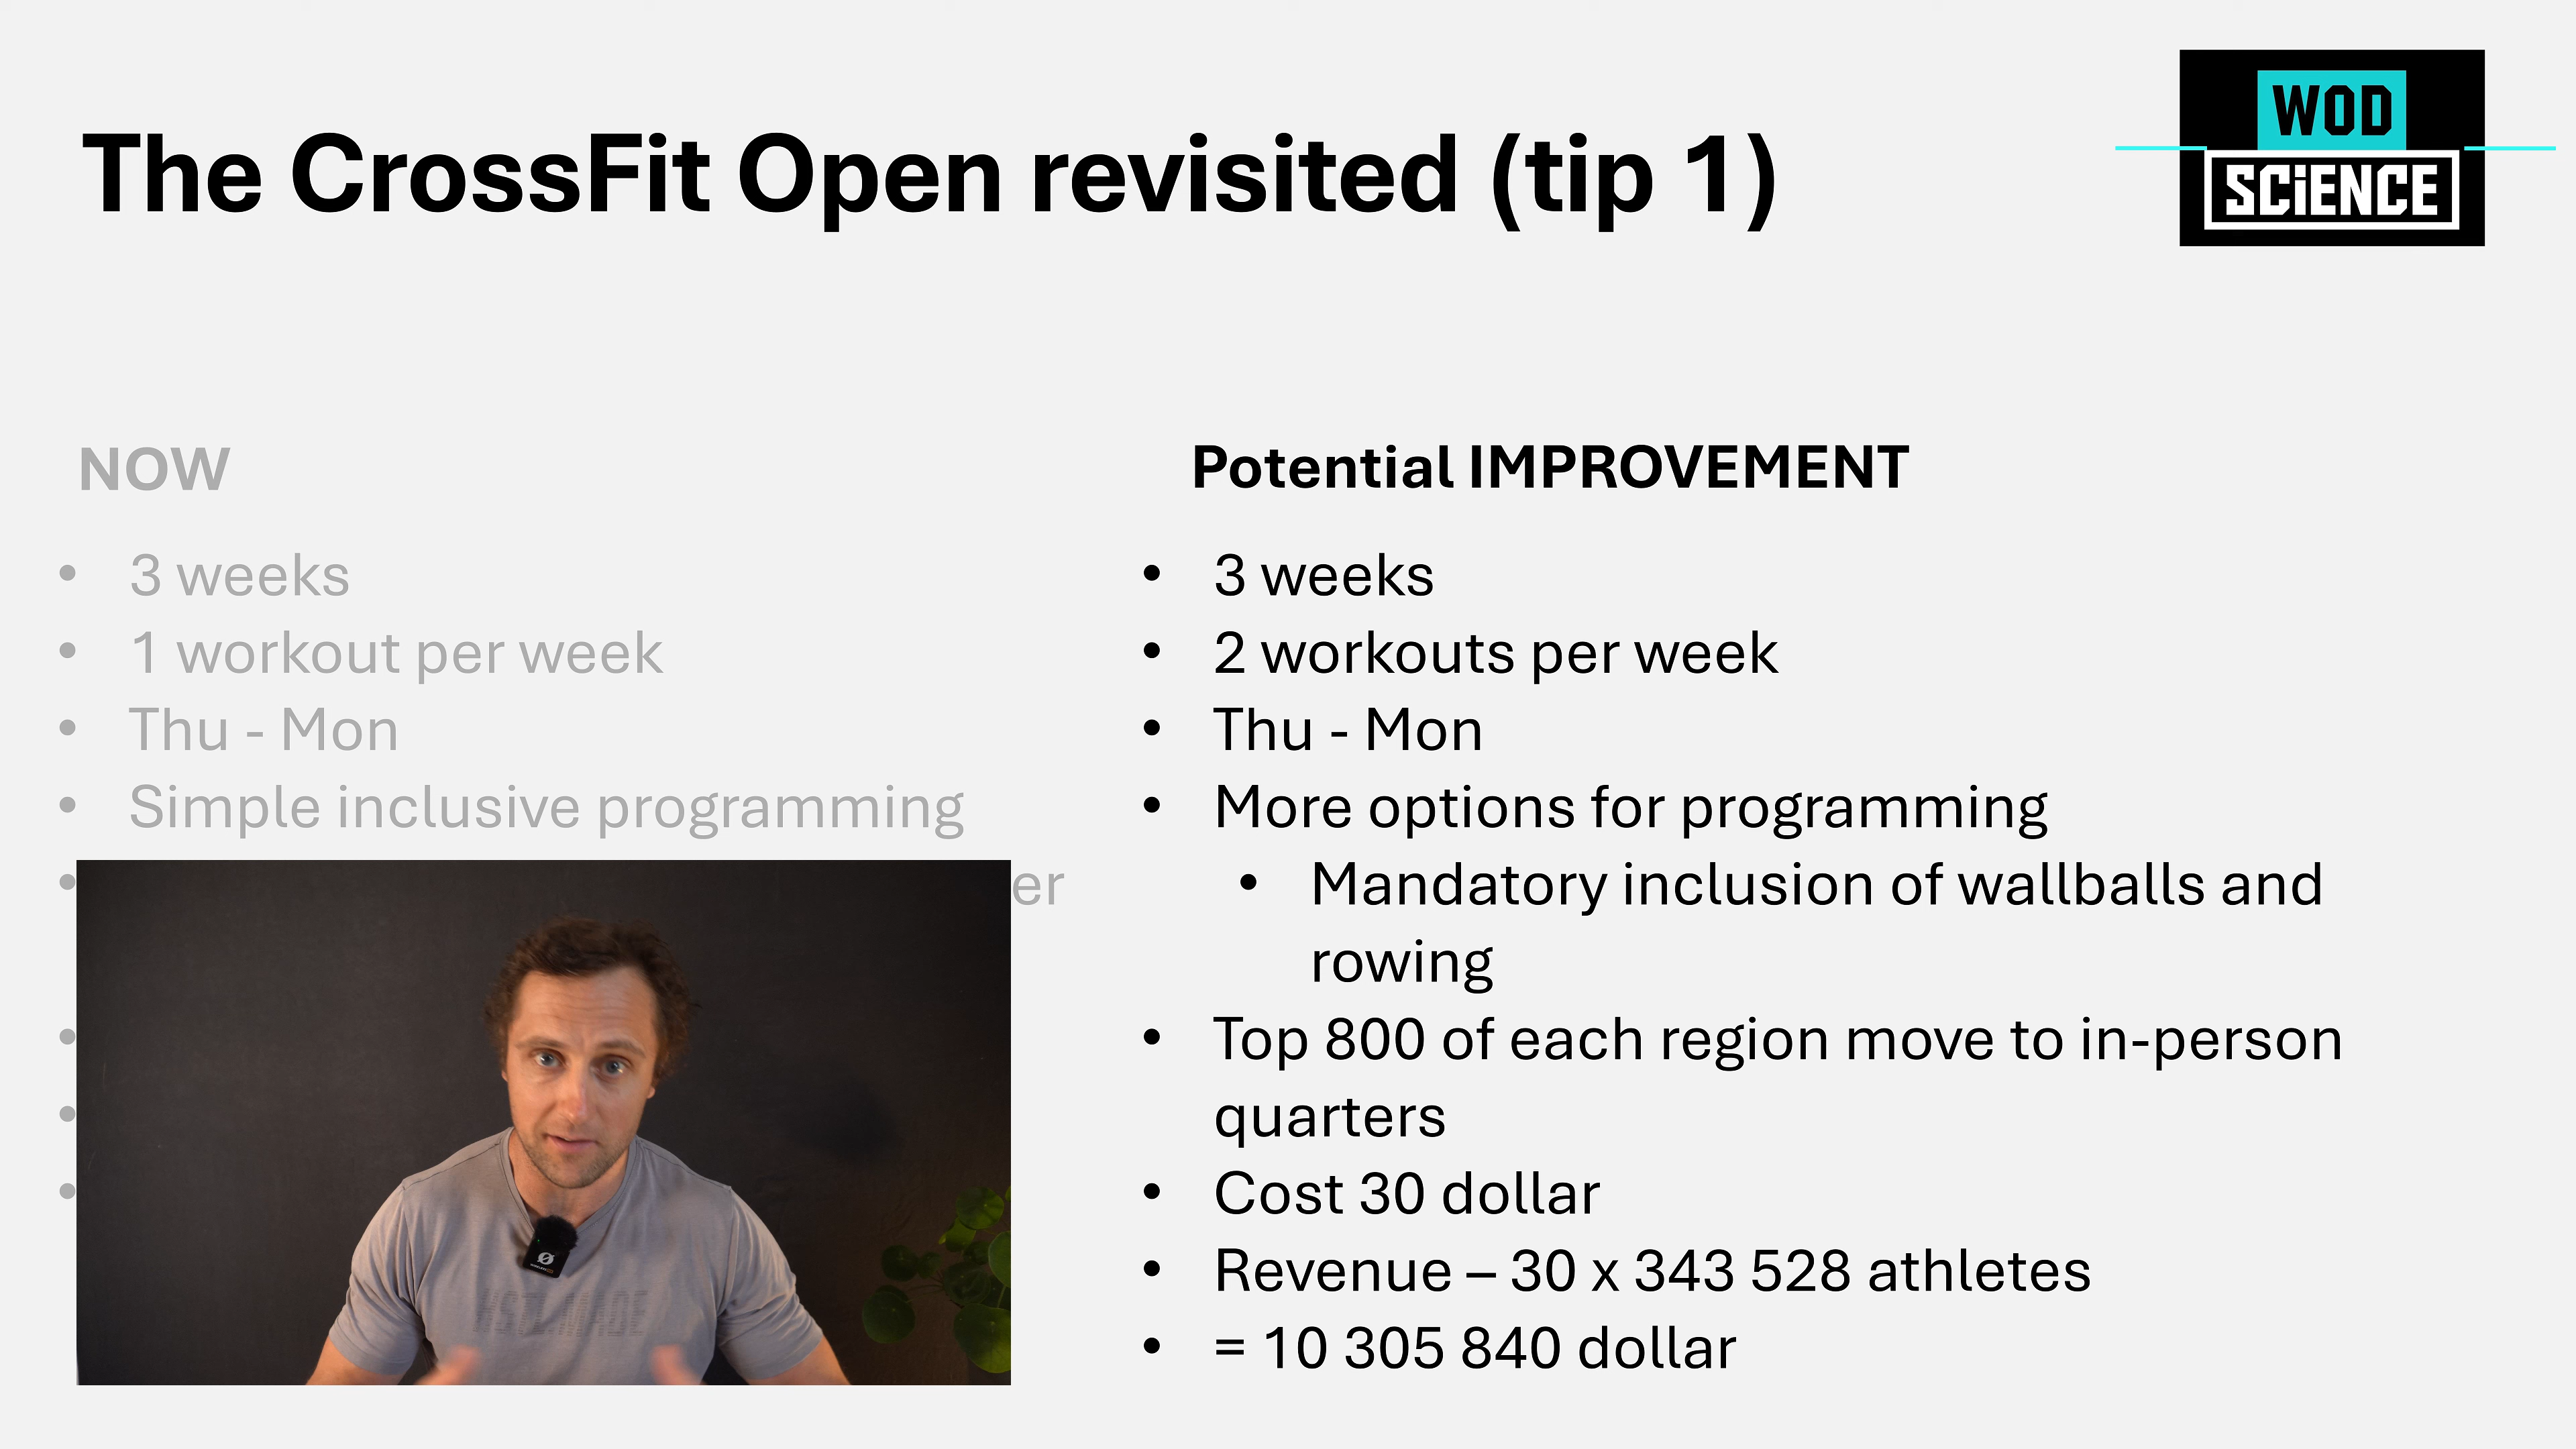 The CrossFit Open revisited (tip 1)
WOD
SCiENCE
NOW
• 3 weeks
• 1 workout per week
• Thu - Mon
• Simple inclusive programming
Potential IMPROVEMENT
• 3 weeks
• 2 workouts per week
• Thu - Mon
• More options for programming
• Mandatory inclusion of wallballs and
rowing
• Top 800 of each region move to in-person
quarters
• Cost 30 dollar
• Revenue – 30 x 343 528 athletes
• = 10 305 840 dollar